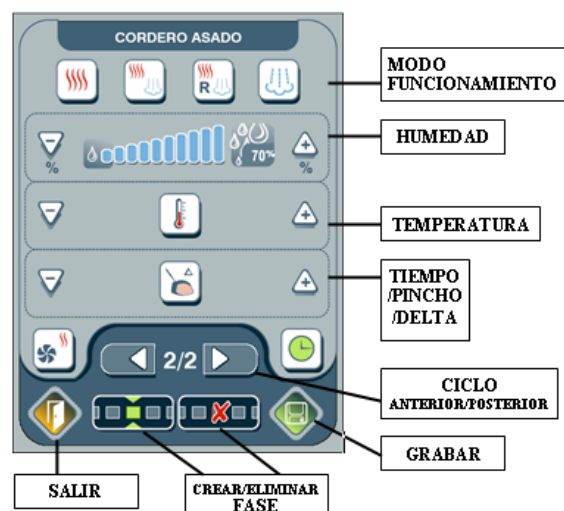 CORDERO ASADO
MODO
FUNCIONAMIENTO
R
HUMEDAD
70%
%
%
TEMPERATURA
TIEMPO
/PINCHO
/DELTA
2/2
CICLO
ANTERIOR/POSTERIOR
GRABAR
SALIR
CREAR/ELIMINAR
FASE